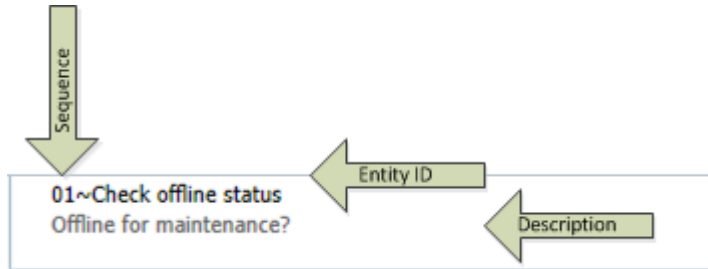 Sequence
Entity ID
01~Check offline status
Offline for maintenance?
Description